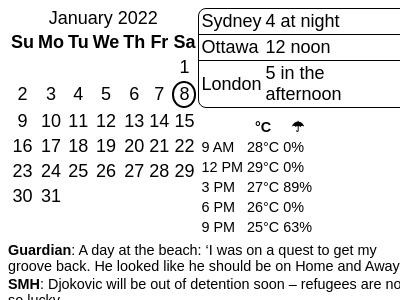 January 2022
Su Mo Tu We Th Fr Sa
1
2 3 4 5 6 7 8
9 10 11 12 13 14 15
16 17 18 19 20 21 22
23 24 25 26 27 28 29
30 31
Sydney 4 at night
Ottawa 12 noon
London 5 in the
afternoon
°C ☂
9 AM 28°C 0%
12 PM 29°C 0%
3 PM 27°C 89%
6 PM 26°C 0%
9 PM 25°C 63%
Guardian: A day at the beach: ‘I was on a quest to get my
groove back. He looked like he should be on Home and Away
SMH: Djokovic will be out of detention soon – refugees are no
so lucky